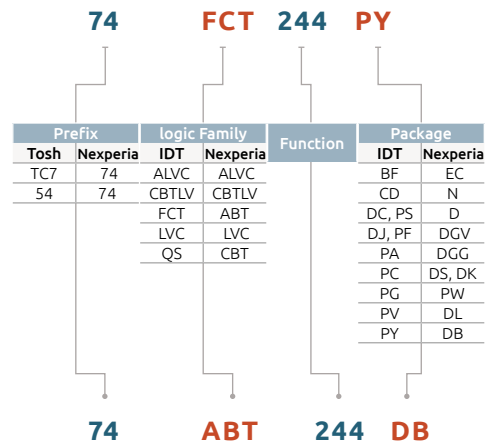 74 FCT 244 PY
Prefix logic Family Function Package
Tosh Nexperia IDT Nexperia IDT Nexperia
TC7 74 ALVC ALVC BF EC
54 74 CBTLV CBTLV CD N
FCT ABT DC, PS D
LVC LVC DJ, PF DGV
QS CBT PA DGG
PC DS, DK
PG PW
PV DL
PY DB
74 ABT 244 DB